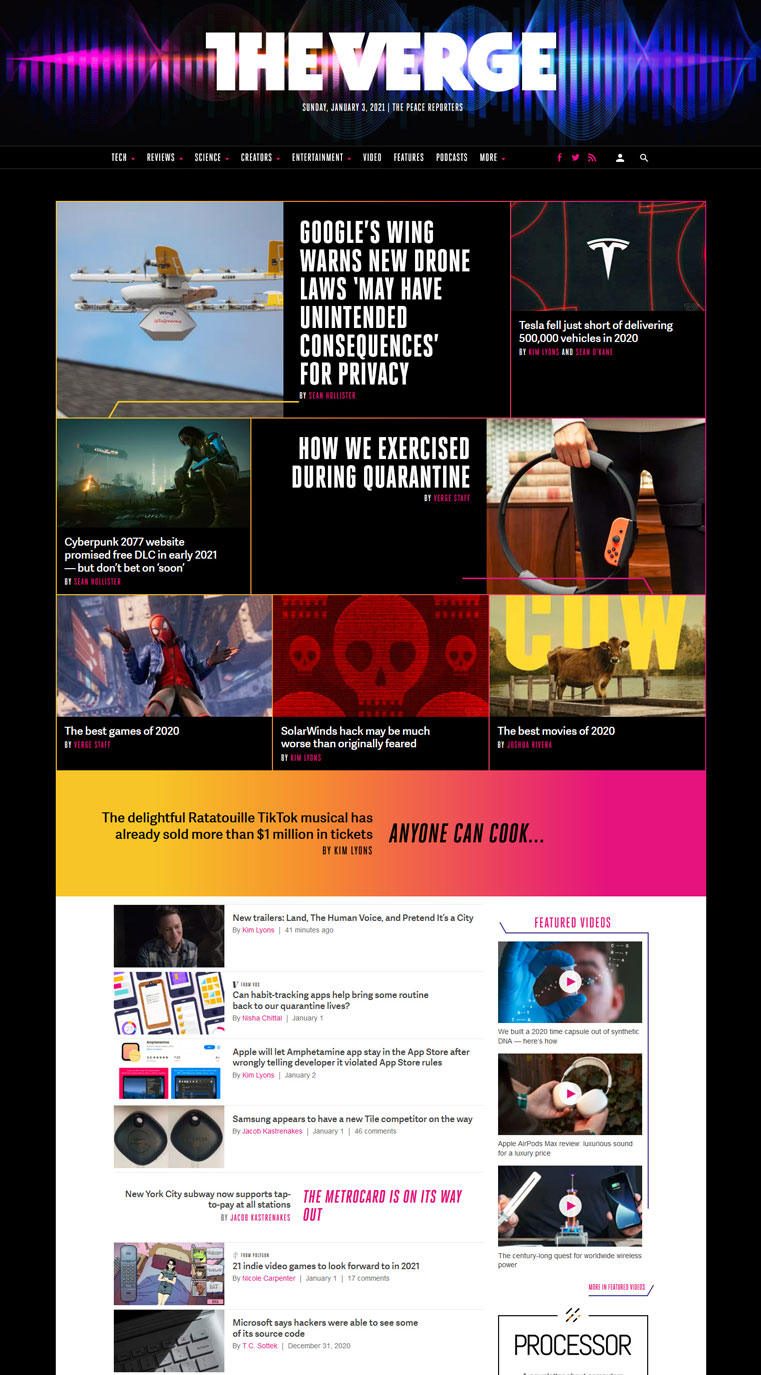 THE VERGE
SUNDAY, JANUARY 3, 2021 | THE PEACE REPORTERS
TECH REVIEWS SCIENCE CREATORS ENTERTAINMENT VIDEO FEATURES PODCASTS MORE
GOOGLE'S WING
WARNS NEW DRONE
LAWS 'MAY HAVE
UNINTENDED
CONSEQUENCES'
FOR PRIVACY
BY SEAN HOLLISTER
Wing
Walgreens
Tesla fell just short of delivering
500,000 vehicles in 2020
BY KIM LYONS AND SEAN O'KANE
Cyberpunk 2077 website
promised free DLC in early 2021
— but don't bet on 'soon'
BY SEAN HOLLISTER
HOW WE EXERCISED
DURING QUARANTINE
BY VERGE STAFF
The best games of 2020
BY VERGE STAFF
SolarWinds hack may be much
worse than originally feared
BY KIM LYONS
COW
The best movies of 2020
BY JOSHUA RIVERA
The delightful Ratatouille TikTok musical has
already sold more than $1 million in tickets
BY KIM LYONS
ANYONE CAN COOK...
New trailers: Land, The Human Voice, and Pretend It's a City
By Kim Lyons | 41 minutes ago
FROM VOX
Can habit-tracking apps help bring some routine
back to our quarantine lives?
By Nisha Chittal | January 1
Amphetamine
Apple will let Amphetamine app stay in the App Store after
wrongly telling developer it violated App Store rules
By Kim Lyons | January 2
Samsung appears to have a new Tile competitor on the way
By Jacob Kastrenakes | January 1 | 46 comments
New York City subway now supports tap-
to-pay at all stations
BY JACOB KASTRENAKES
THE METROCARD IS ON ITS WAY
OUT
FROM POLYGON
21 indie video games to look forward to in 2021
By Nicole Carpenter | January 1 | 17 comments
Microsoft says hackers were able to see some
of its source code
By T.C. Sottek | December 31, 2020
FEATURED VIDEOS
We built a 2020 time capsule out of synthetic
DNA — here's how
Apple AirPods Max review: luxurious sound
for a luxury price
The century-long quest for worldwide wireless
power
MORE IN FEATURED VIDEOS
PROCESSOR